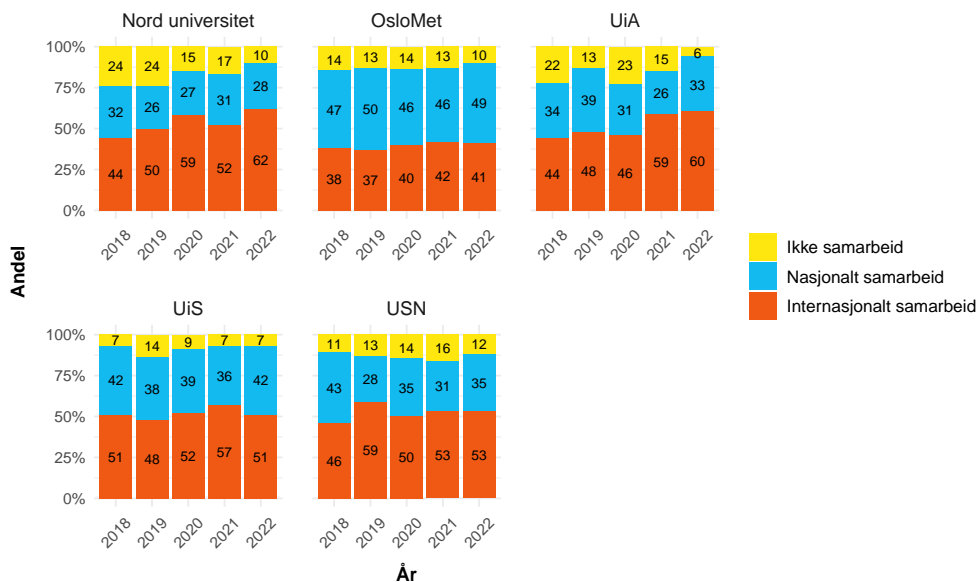 Nord universitet OsloMet UiA
100% 24 24 15 17 10 14 13 14 13 10 22 13 23 15 6
75% 32 26 27 31 28 47 50 46 46 49 34 39 31 26 33
50%
25% 44 50 59 52 62 38 37 40 42 41 44 48 46 59 60
0%
2018 2019 2020 2021 2022 2018 2019 2020 2021 2022 2018 2019 2020 2021 2022
Ikke samarbeid
Nasjonalt samarbeid
Internasjonalt samarbeid
Andel
UiS USN
100% 7 14 9 7 7 11 13 14 16 12
75% 42 38 39 36 42 43 28 35 31 35
50%
25% 51 48 52 57 51 46 59 50 53 53
0%
2018 2019 2020 2021 2022 2018 2019 2020 2021 2022
År